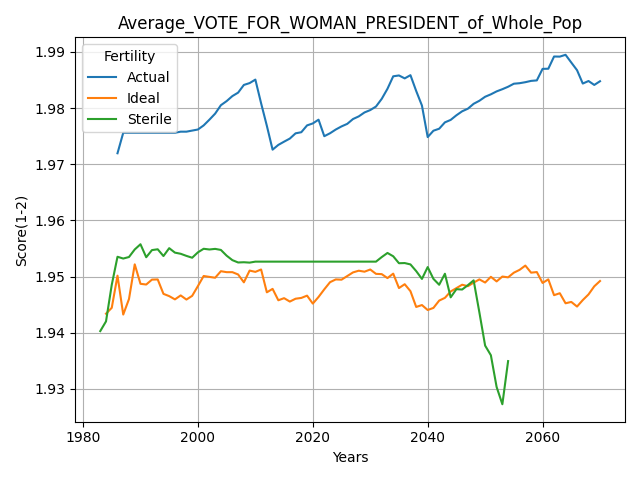 Average_VOTE_FOR_WOMAN_PRESIDENT_of_Whole_Pop
Fertility
Actual
Ideal
Sterile
Score(1-2)
1.99
1.98
1.97
1.96
1.95
1.94
1.93
1980 2000 2020 2040 2060
Years